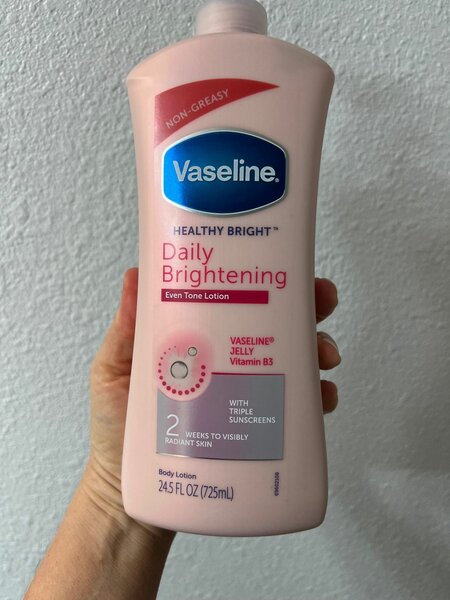 NON-GREASY
Vaseline.
HEALTHY BRIGHT™
Daily
Brightening
Even Tone Lotion
VASELINE®
JELLY
Vitamin B3
WITH
TRIPLE
SUNSCREENS
2 WEEKS TO VISIBLY
RADIANT SKIN
Body Lotion
24.5 FL OZ (725mL)